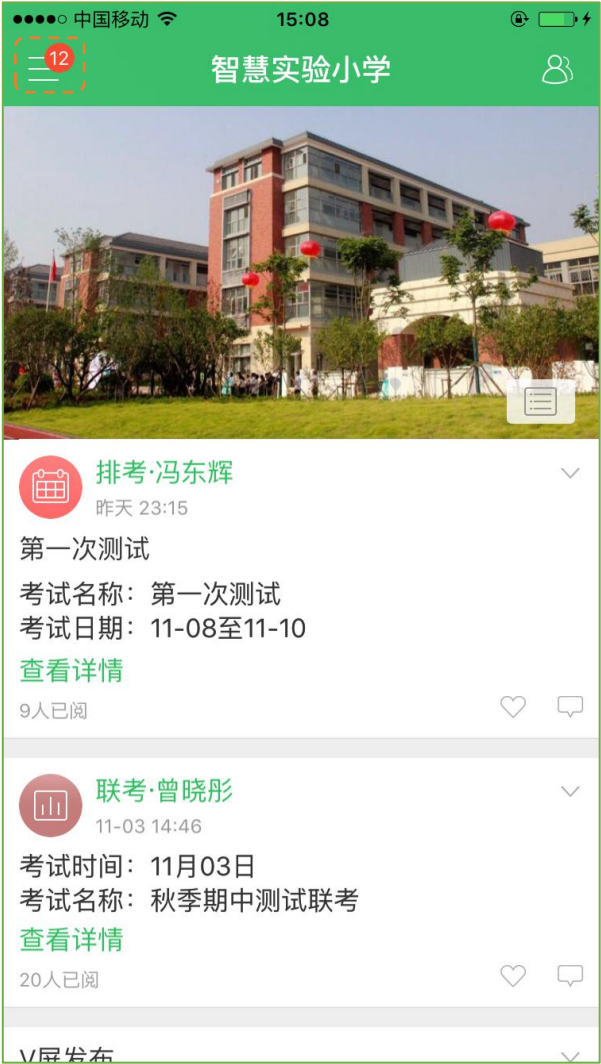 中国移动 15:08
12
智慧实验小学
排考·冯东辉
昨天 23:15
第一次测试
考试名称：第一次测试
考试日期：11-08至11-10
查看详情
9人已阅
联考·曾晓彤
11-03 14:46
考试时间：11月03日
考试名称：秋季期中测试联考
查看详情
20人已阅
V屏发布